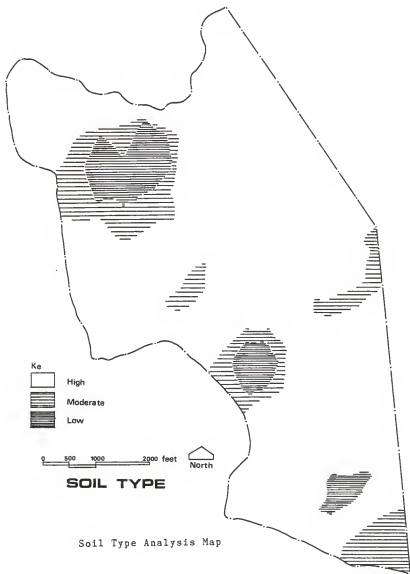 Ke
High
Moderate
Low
0 500 1000 2000 feet
North
SOIL TYPE
Soil Type Analysis Map